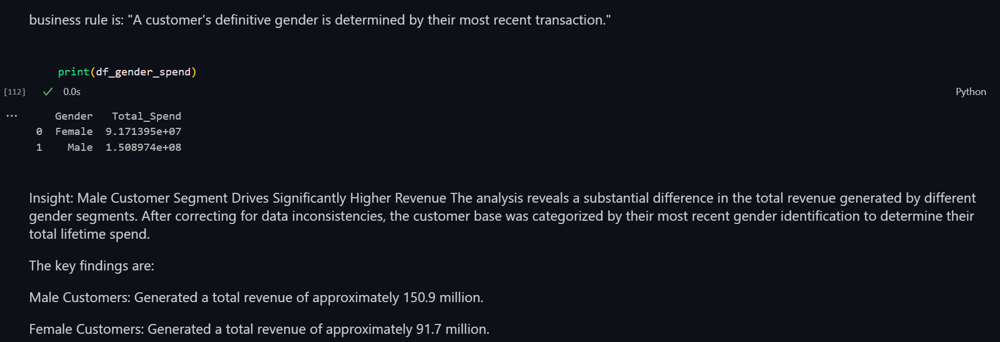 business rule is: "A customer's definitive gender is determined by their most recent transaction."
print(df_gender_spend)
[112] ✓ 0.0s Python
... Gender Total_Spend
0 Female 9.171395e+07
1 Male 1.508974e+08
Insight: Male Customer Segment Drives Significantly Higher Revenue The analysis reveals a substantial difference in the total revenue generated by different
gender segments. After correcting for data inconsistencies, the customer base was categorized by their most recent gender identification to determine their
total lifetime spend.
The key findings are:
Male Customers: Generated a total revenue of approximately 150.9 million.
Female Customers: Generated a total revenue of approximately 91.7 million.